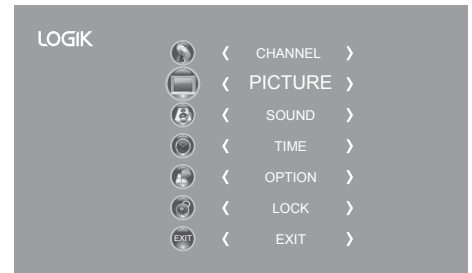 LOGIK
CHANNEL
PICTURE
SOUND
TIME
OPTION
LOCK
EXIT EXIT